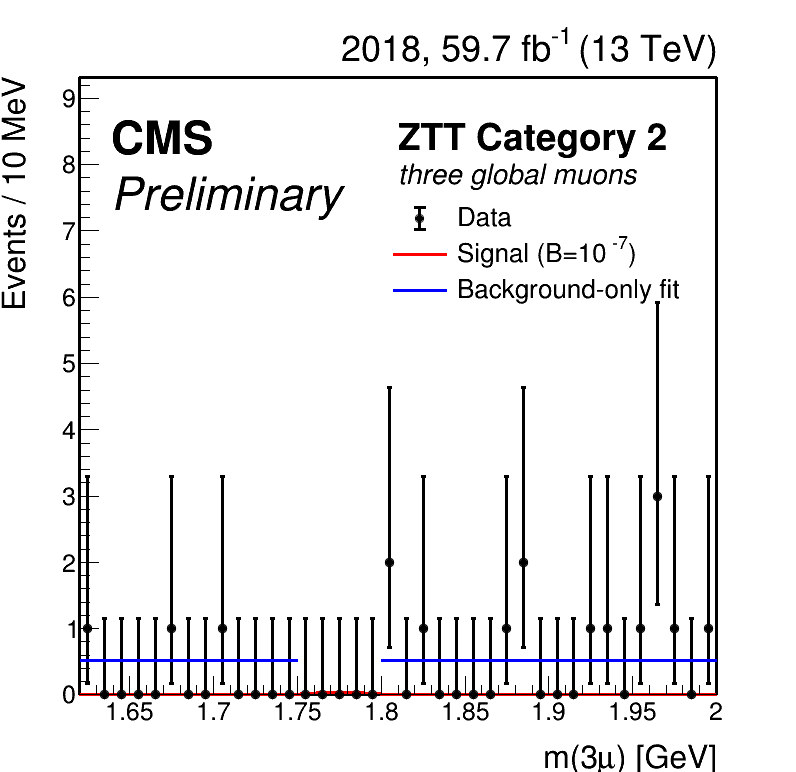 2018, 59.7 fb⁻¹ (13 TeV)
Events / 10 MeV
CMS
Preliminary
ZTT Category 2
three global muons
Data
Signal (B=10⁻⁷)
Background-only fit
9
8
7
6
5
4
3
2
1
0
1.65 1.7 1.75 1.8 1.85 1.9 1.95 2
m(3μ) [GeV]